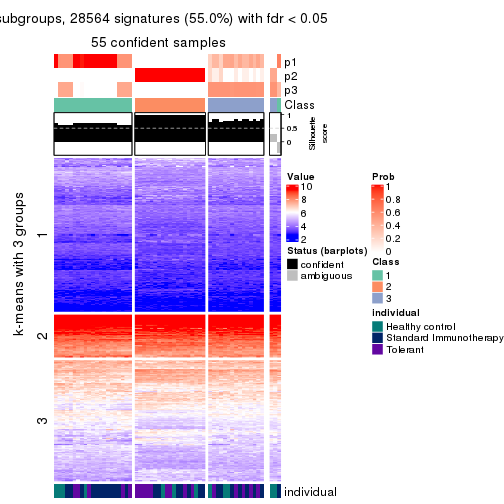 subgroups, 28564 signatures (55.0%) with fdr < 0.05
55 confident samples
p1
p2
p3
Class
1
0.5
0
Silhouette
score
k-means with 3 groups
1
2
3
individual
Value
10
8
6
4
2
Status (barplots)
confident
ambiguous
Prob
1
0.8
0.6
0.4
0.2
0
Class
1
2
3
individual
Healthy control
Standard Immunotherapy
Tolerant